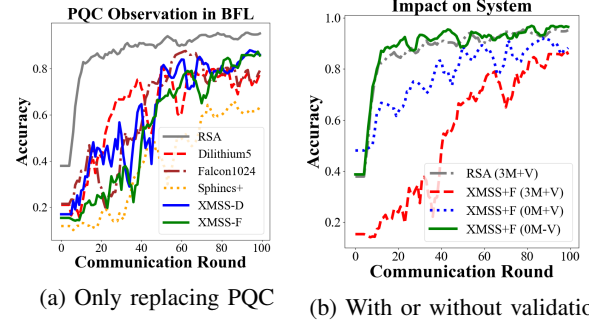 PQC Observation in BFL
Accuracy
0.8
0.6
0.4
0.2
RSA
Dilithium5
Falcon1024
Sphincs+
XMSS-D
XMSS-F
0 20 40 60 80 100
Communication Round
(a) Only replacing PQC
Impact on System
Accuracy
1.0
0.8
0.6
0.4
0.2
RSA (3M+V)
XMSS+F (3M+V)
XMSS+F (0M+V)
XMSS+F (0M-V)
0 20 40 60 80 100
Communication Round
(b) With or without validatio